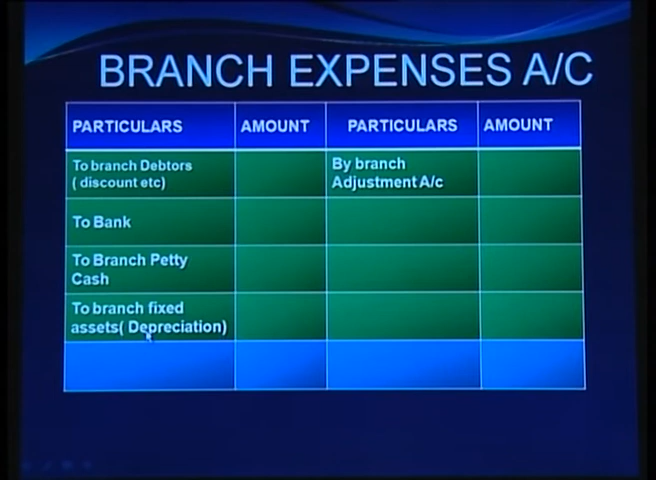 BRANCH EXPENSES A/C
PARTICULARS
AMOUNT
PARTICULARS
AMOUNT
To branch Debtors
( discount etc)
By branch
Adjustment A/c
To Bank
To Branch Petty
Cash
To branch fixed
assets( Depreciation)